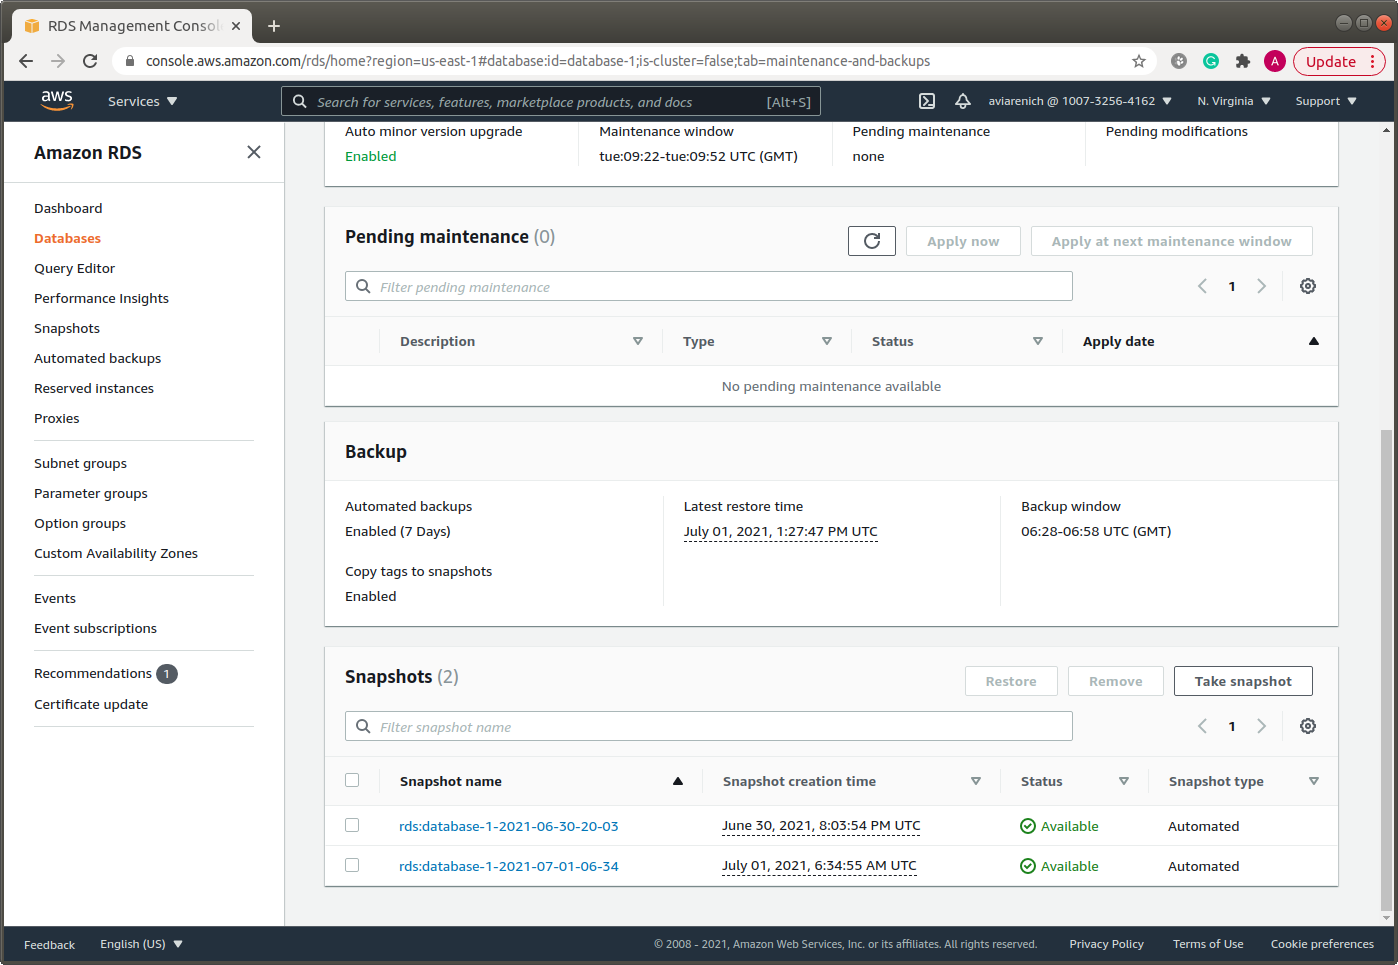 RDS Management Consol
console.aws.amazon.com/rds/home?region=us-east-1#database:id=database-1;is-cluster=false;tab=maintenance-and-backups
A
Update
aws
Services
Search for services, features, marketplace products, and docs
[Alt+S]
aviarenich @ 1007-3256-4162
N. Virginia
Support
Amazon RDS
Dashboard
Databases
Query Editor
Performance Insights
Snapshots
Automated backups
Reserved instances
Proxies
Subnet groups
Parameter groups
Option groups
Custom Availability Zones
Events
Event subscriptions
Recommendations 1
Certificate update
Auto minor version upgrade
Enabled
Maintenance window
tue:09:22-tue:09:52 UTC (GMT)
Pending maintenance
none
Pending modifications
Pending maintenance (0)
Apply now
Apply at next maintenance window
Filter pending maintenance
1
Description Type Status Apply date
No pending maintenance available
Backup
Automated backups
Enabled (7 Days)
Copy tags to snapshots
Enabled
Latest restore time
July 01, 2021, 1:27:47 PM UTC
Backup window
06:28-06:58 UTC (GMT)
Snapshots (2)
Restore
Remove
Take snapshot
Filter snapshot name
1
Snapshot name Snapshot creation time Status Snapshot type
rds:database-1-2021-06-30-20-03 June 30, 2021, 8:03:54 PM UTC Available Automated
rds:database-1-2021-07-01-06-34 July 01, 2021, 6:34:55 AM UTC Available Automated
Feedback
English (US)
© 2008 - 2021, Amazon Web Services, Inc. or its affiliates. All rights reserved.
Privacy Policy
Terms of Use
Cookie preferences